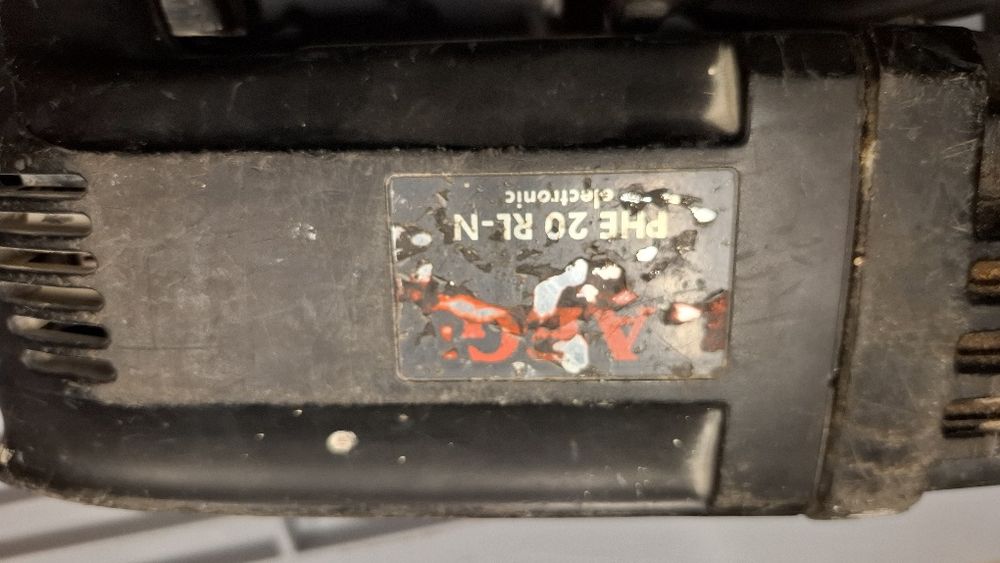 AEG
PHE 20 RL-N
electronic